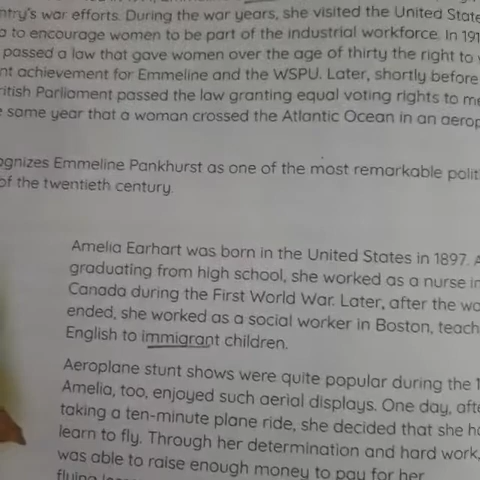 ntry's war efforts. During the war years, she visited the United State
a to encourage women to be part of the industrial workforce. In 191
passed a law that gave women over the age of thirty the right to
nt achievement for Emmeline and the WSPU. Later, shortly before
ritish Parliament passed the law granting equal voting rights to me
e same year that a woman crossed the Atlantic Ocean in an aerop
ognizes Emmeline Pankhurst as one of the most remarkable polit
of the twentieth century.
Amelia Earhart was born in the United States in 1897. A
graduating from high school, she worked as a nurse in
Canada during the First World War. Later, after the wa
ended, she worked as a social worker in Boston, teach
English to immigrant children.
Aeroplane stunt shows were quite popular during the 1
Amelia, too, enjoyed such aerial displays. One day, afte
taking a ten-minute plane ride, she decided that she ha
learn to fly. Through her determination and hard work,
was able to raise enough money to pay for her
flying